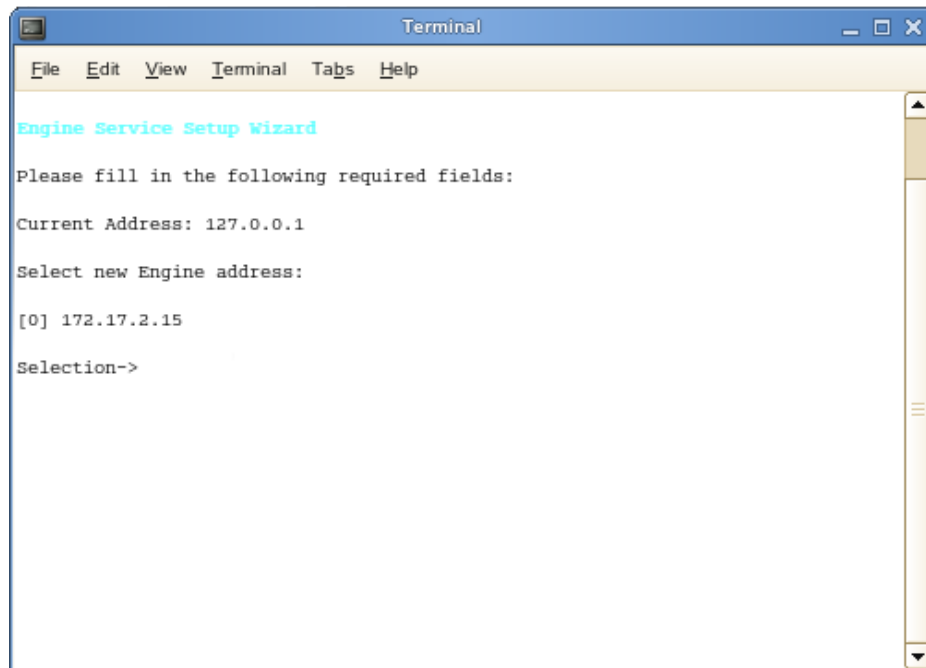 Terminal
File Edit View Terminal Tabs Help
Engine Service Setup Wizard
Please fill in the following required fields:
Current Address: 127.0.0.1
Select new Engine address:
[0] 172.17.2.15
Selection->